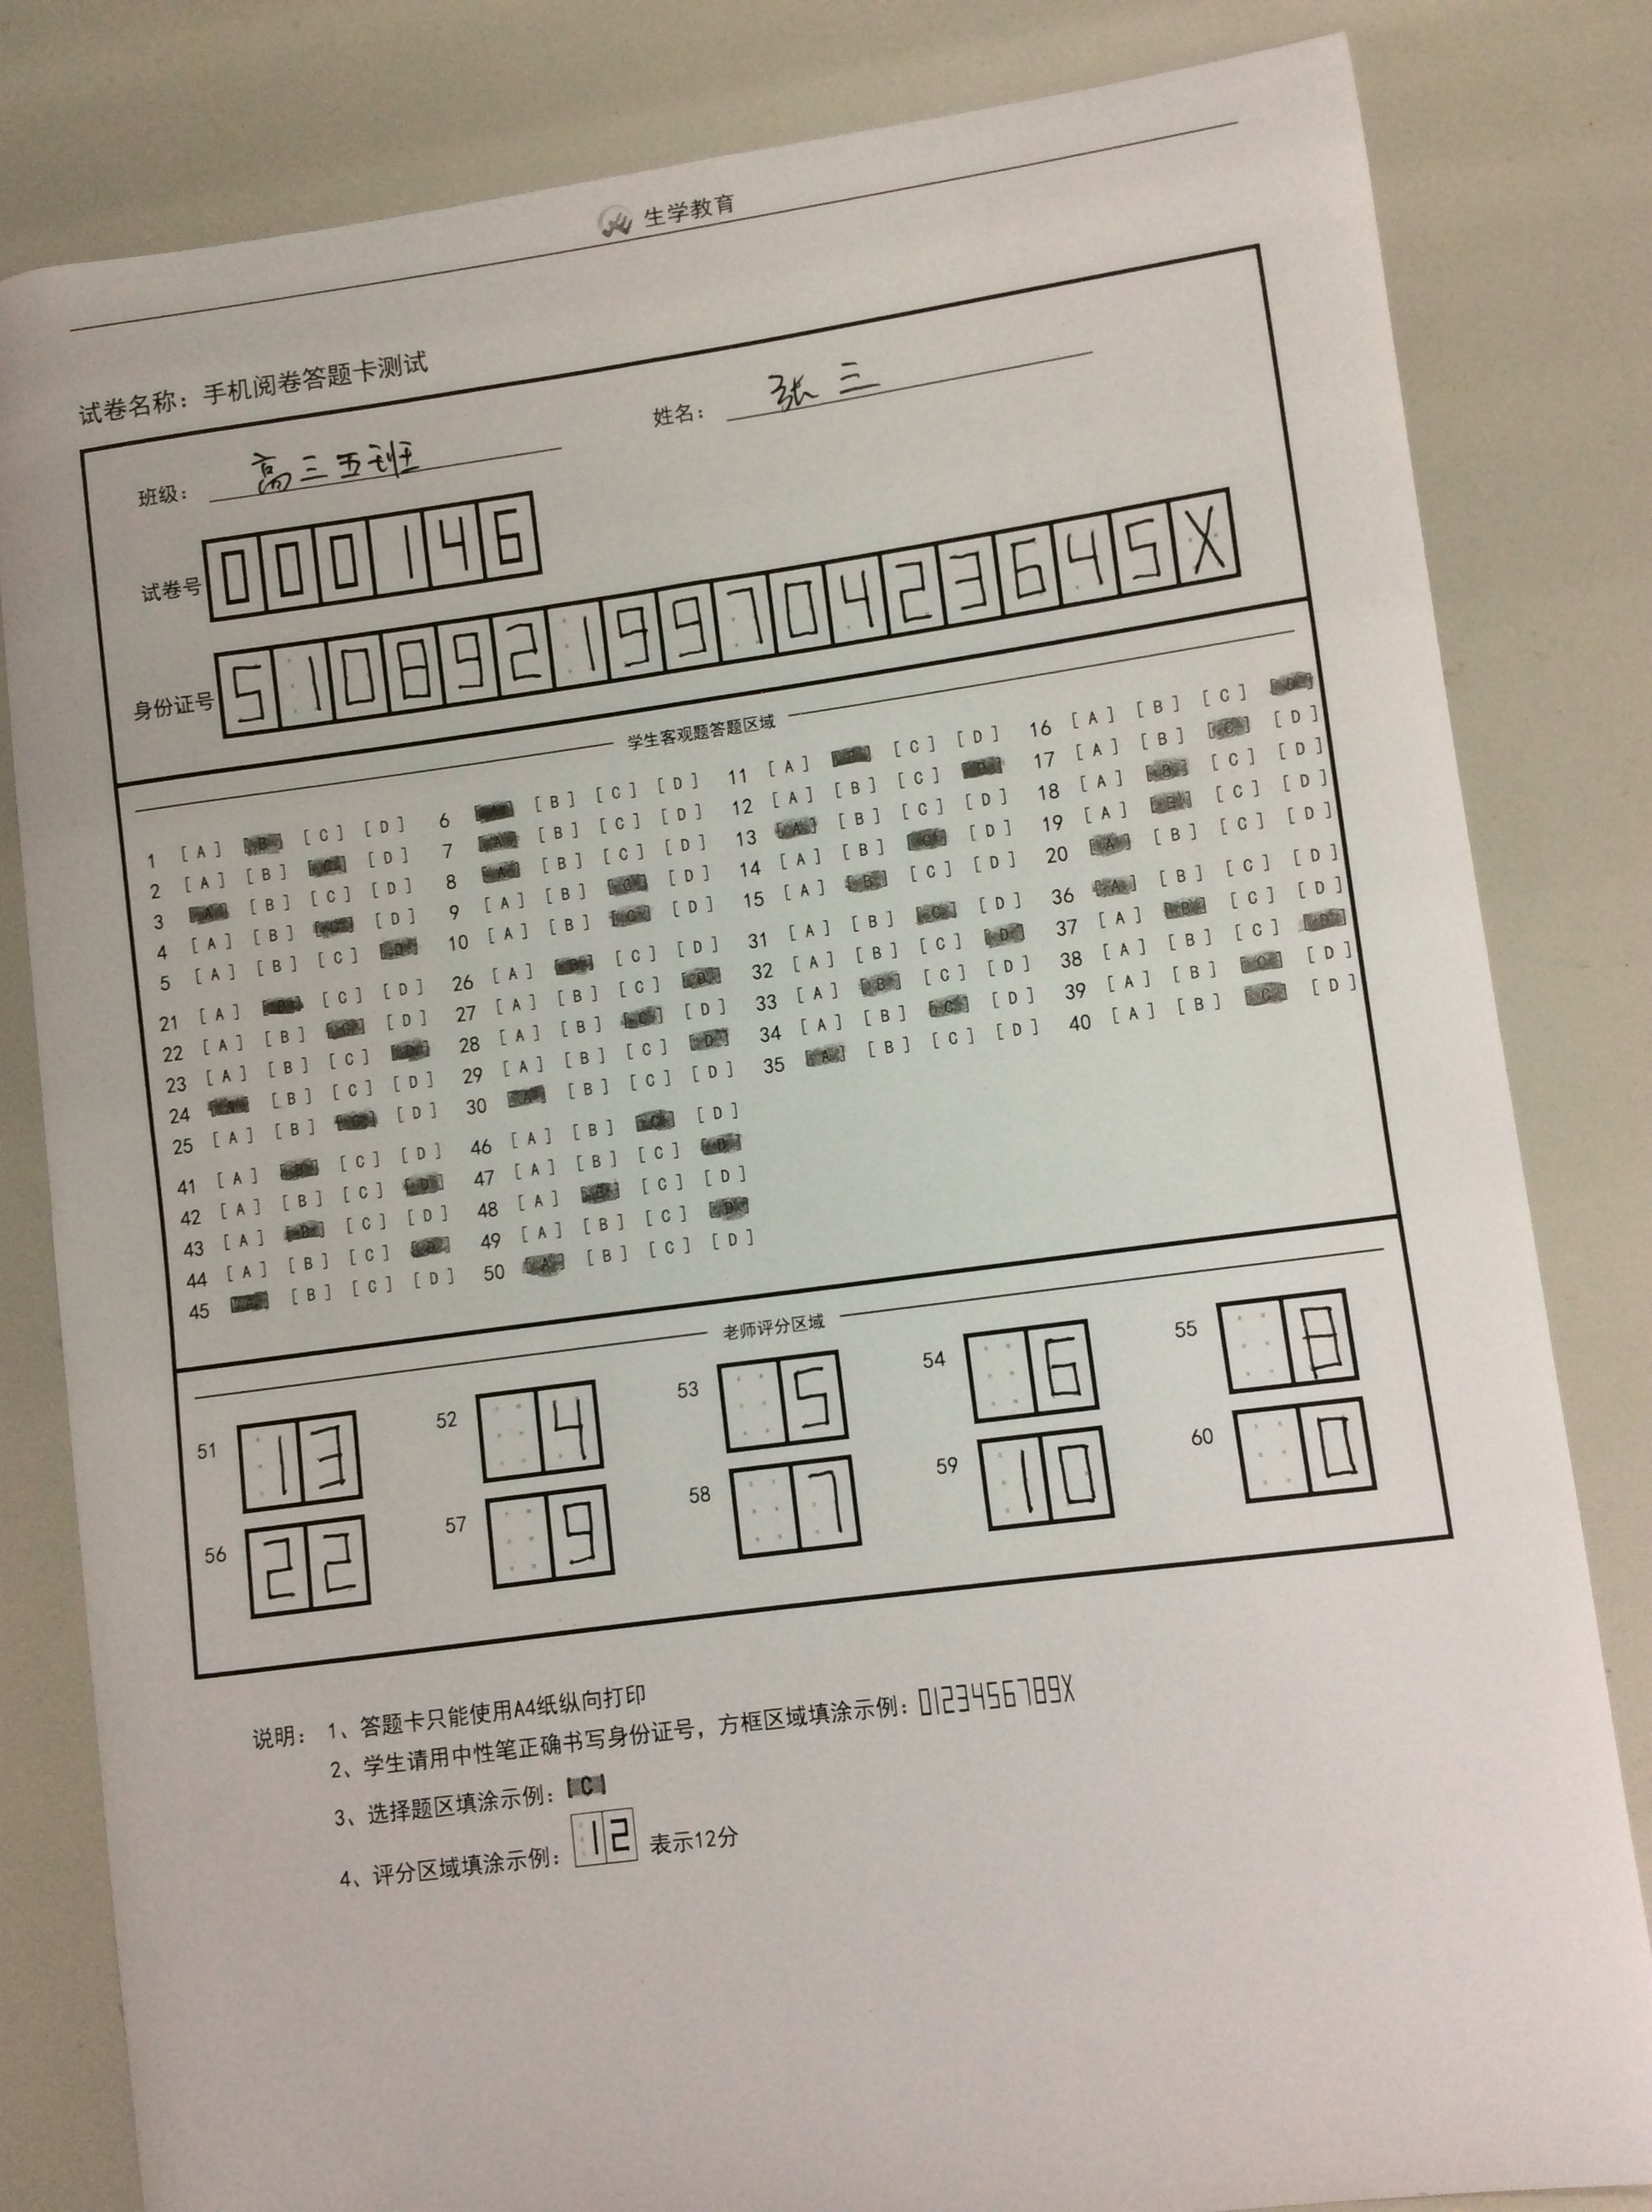 生学教育
试卷名称：手机阅卷答题卡测试
班级： 高三五班 姓名： 张三
试卷号 000146
身份证号 51089219970423645X
学生客观题答题区域
1 [A] [B] [C] [D] 6 [A] [B] [C] [D] 11 [A] [B] [C] [D] 16 [A] [B] [C] [D]
2 [A] [B] [C] [D] 7 [A] [B] [C] [D] 12 [A] [B] [C] [D] 17 [A] [B] [C] [D]
3 [A] [B] [C] [D] 8 [A] [B] [C] [D] 13 [A] [B] [C] [D] 18 [A] [B] [C] [D]
4 [A] [B] [C] [D] 9 [A] [B] [C] [D] 14 [A] [B] [C] [D] 19 [A] [B] [C] [D]
5 [A] [B] [C] [D] 10 [A] [B] [C] [D] 15 [A] [B] [C] [D] 20 [A] [B] [C] [D]
21 [A] [B] [C] [D] 26 [A] [B] [C] [D] 31 [A] [B] [C] [D] 36 [A] [B] [C] [D]
22 [A] [B] [C] [D] 27 [A] [B] [C] [D] 32 [A] [B] [C] [D] 37 [A] [B] [C] [D]
23 [A] [B] [C] [D] 28 [A] [B] [C] [D] 33 [A] [B] [C] [D] 38 [A] [B] [C] [D]
24 [A] [B] [C] [D] 29 [A] [B] [C] [D] 34 [A] [B] [C] [D] 39 [A] [B] [C] [D]
25 [A] [B] [C] [D] 30 [A] [B] [C] [D] 35 [A] [B] [C] [D] 40 [A] [B] [C] [D]
41 [A] [B] [C] [D] 46 [A] [B] [C] [D]
42 [A] [B] [C] [D] 47 [A] [B] [C] [D]
43 [A] [B] [C] [D] 48 [A] [B] [C] [D]
44 [A] [B] [C] [D] 49 [A] [B] [C] [D]
45 [A] [B] [C] [D] 50 [A] [B] [C] [D]
老师评分区域
51 13 52 4 53 5 54 6 55 8
56 22 57 9 58 7 59 10 60 0
说明： 1、答题卡只能使用A4纸纵向打印
2、学生请用中性笔正确书写身份证号，方框区域填涂示例：0123456789X
3、选择题区填涂示例：[C]
4、评分区域填涂示例： 12 表示12分